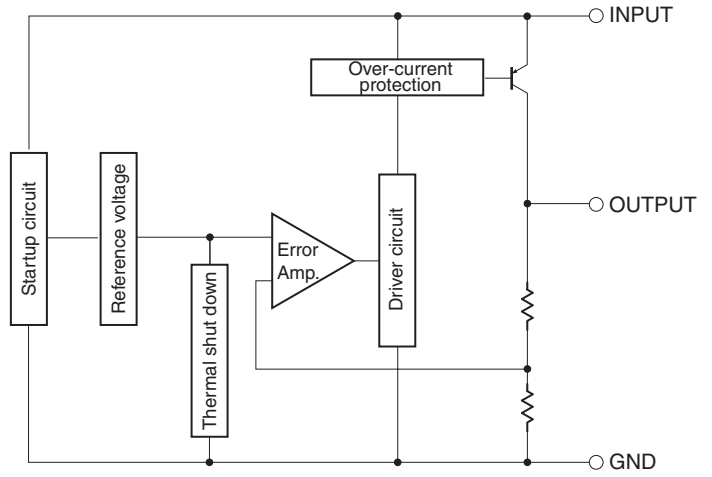 INPUT
Over-current
protection
OUTPUT
Startup circuit
Reference voltage
Thermal shut down
Error
Amp.
Driver circuit
GND